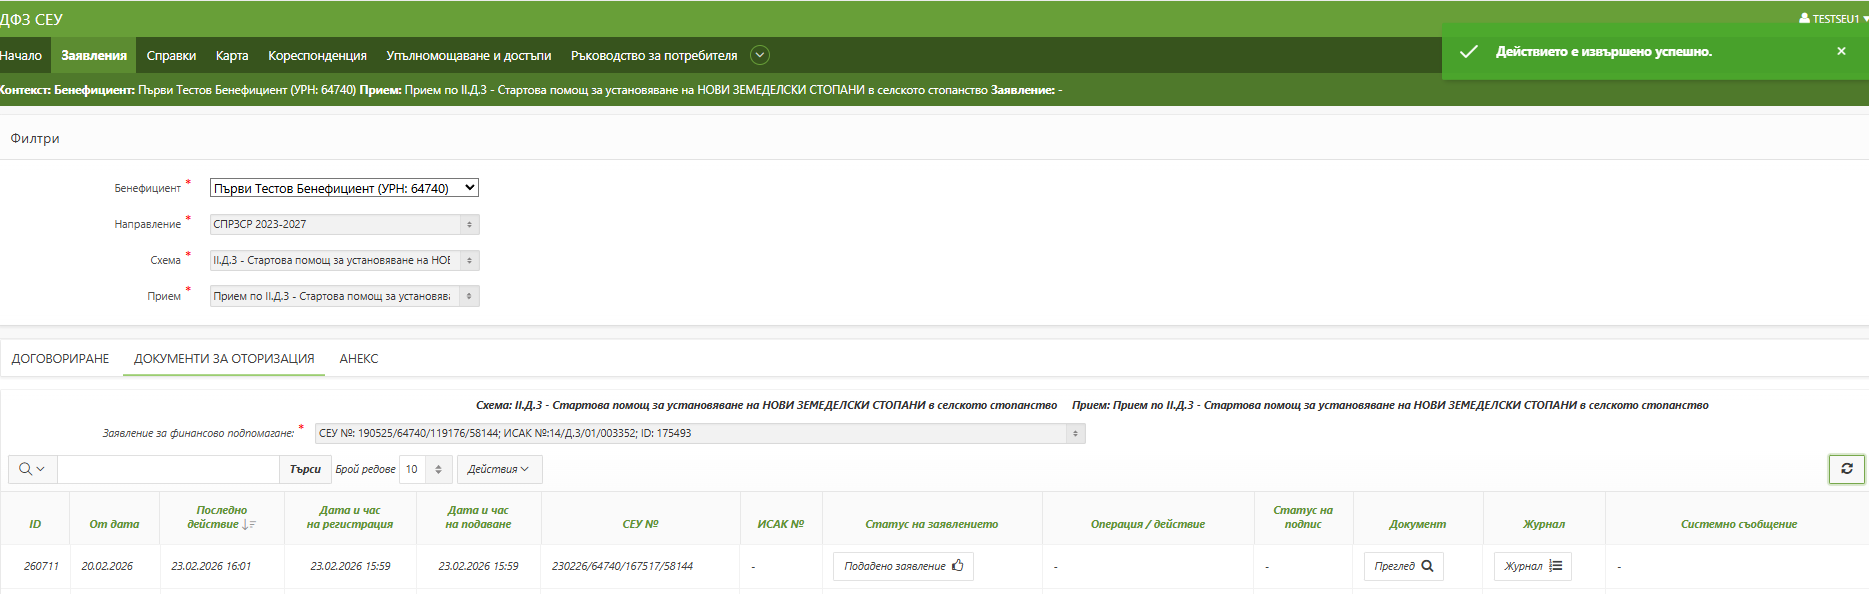 ДФЗ СЕУ
TESTSEU1
Начало Заявления Справки Карта Кореспонденция Упълномощаване и достъпи Ръководство за потребителя
Действието е извършено успешно.
Контекст: Бенефициент: Първи Тестов Бенефициент (УРН: 64740) Прием: Прием по II.Д.3 - Стартова помощ за установяване на НОВИ ЗЕМЕДЕЛСКИ СТОПАНИ в селското стопанство Заявление: -
Филтри
Бенефициент * Първи Тестов Бенефициент (УРН: 64740)
Направление * СПРЗСР 2023-2027
Схема * II.Д.3 - Стартова помощ за установяване на НОВ
Прием * Прием по II.Д.3 - Стартова помощ за установява
ДОГОВОРИРАНЕ ДОКУМЕНТИ ЗА ОТОРИЗАЦИЯ АНЕКС
Схема: II.Д.3 - Стартова помощ за установяване на НОВИ ЗЕМЕДЕЛСКИ СТОПАНИ в селското стопанство Прием: Прием по II.Д.3 - Стартова помощ за установяване на НОВИ ЗЕМЕДЕЛСКИ СТОПАНИ в селското стопанство
Заявление за финансово подпомагане: * СЕУ №: 190525/64740/119176/58144; ИСАК №:14/Д.3/01/003352; ID: 175493
Търси Брой редове 10 Действия
ID От дата Последно действие Дата и час на регистрация Дата и час на подаване СЕУ № ИСАК № Статус на заявлението Операция / действие Статус на подпис Документ Журнал Системно съобщение
260711 20.02.2026 23.02.2026 16:01 23.02.2026 15:59 23.02.2026 15:59 230226/64740/167517/58144 - Подадено заявление - - Преглед Журнал -